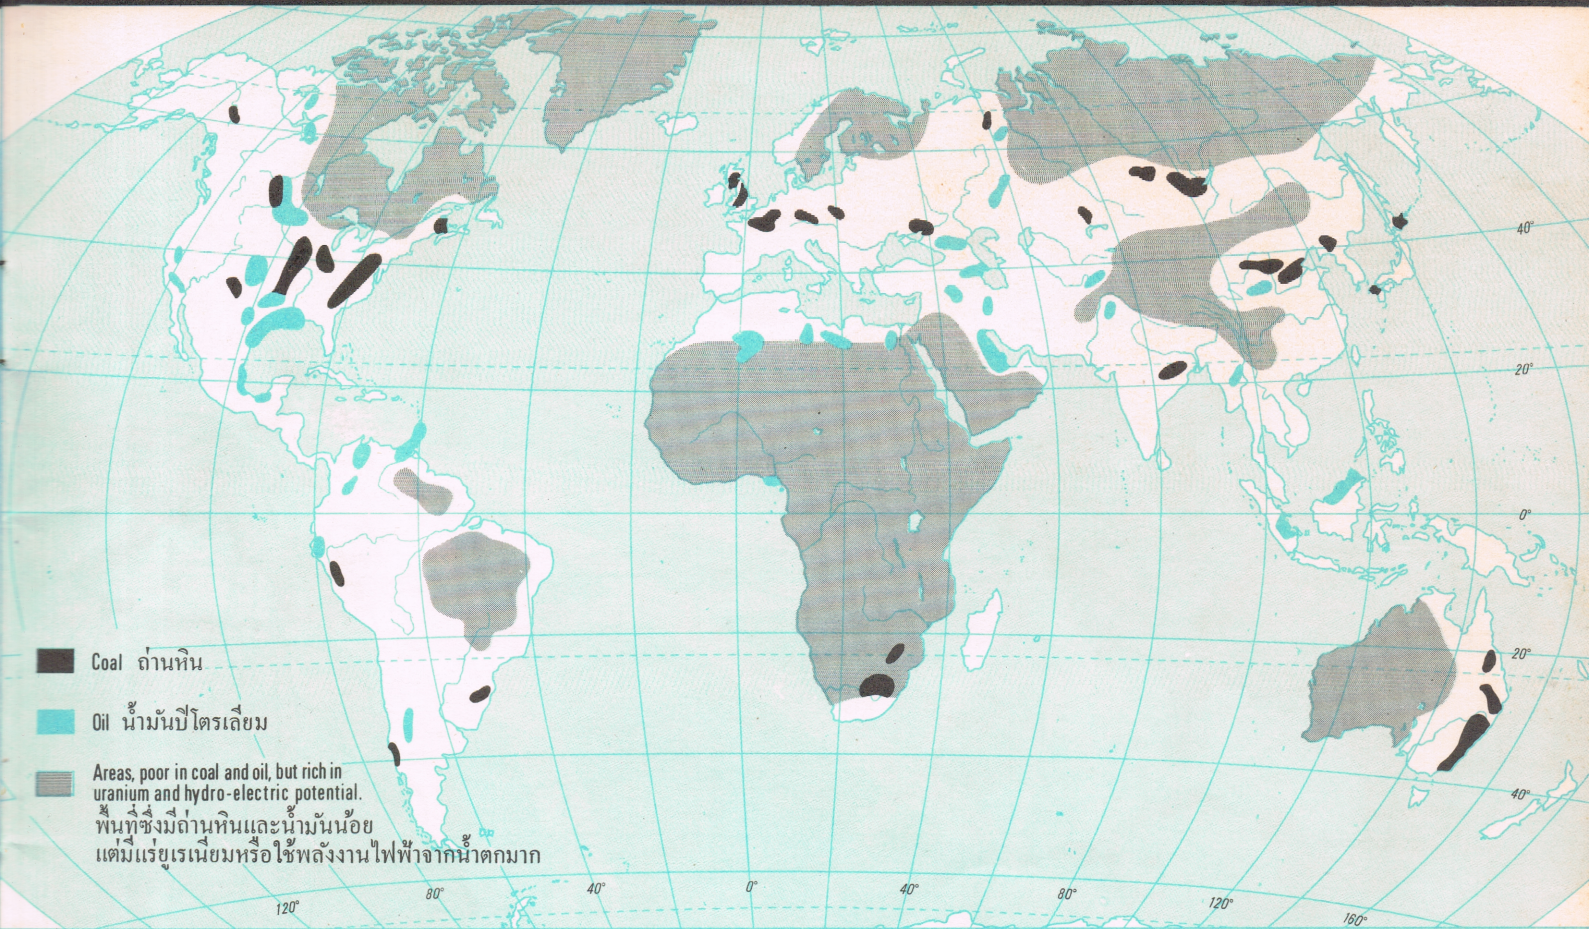 Coal ถ่านหิน
Oil น้ำมันปิโตรเลียม
Areas, poor in coal and oil, but rich in
uranium and hydro-electric potential.
พื้นที่ซึ่งมีถ่านหินและน้ำมันน้อย
แต่มีแร่ยูเรเนียมหรือใช้พลังงานไฟฟ้าจากน้ำตกมาก
40°
20°
0°
20°
40°
120°
80°
40°
0°
40°
80°
120°
160°